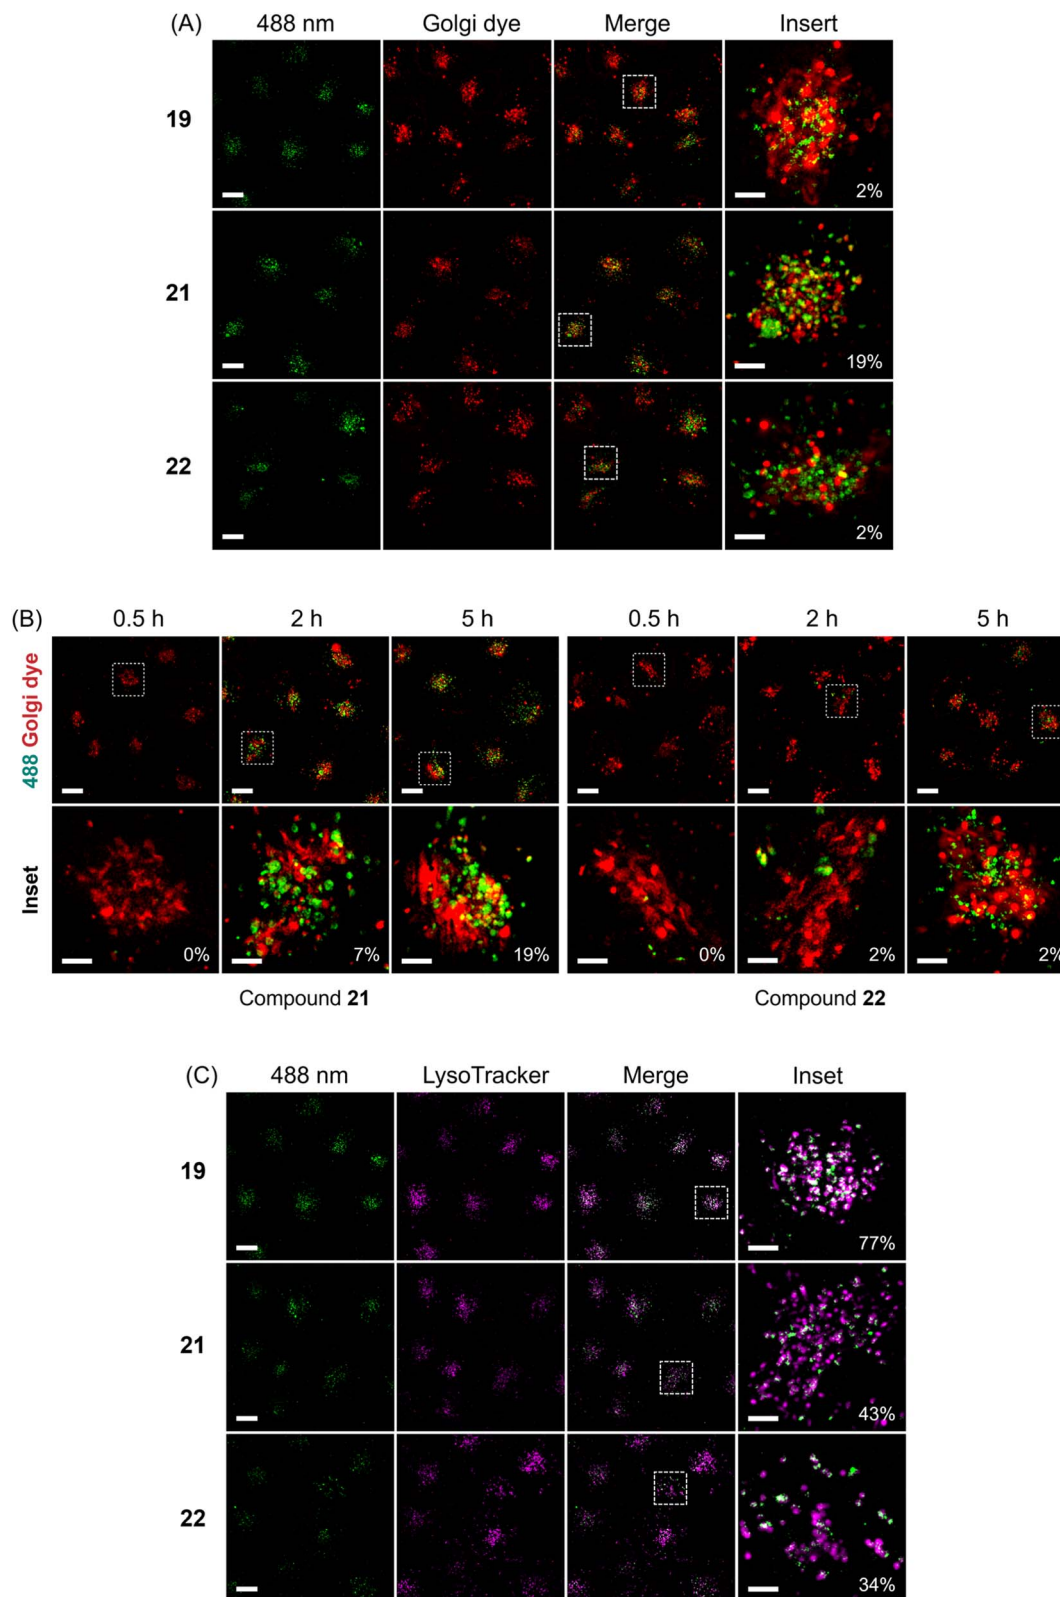 (A) 488 nm Golgi dye Merge Insert
19
2%
21
19%
22
2%
(B) 0.5 h 2 h 5 h 0.5 h 2 h 5 h
488 Golgi dye
Inset
0% 7% 19% 0% 2% 2%
Compound 21 Compound 22
(C) 488 nm LysoTracker Merge Inset
19
77%
21
43%
22
34%